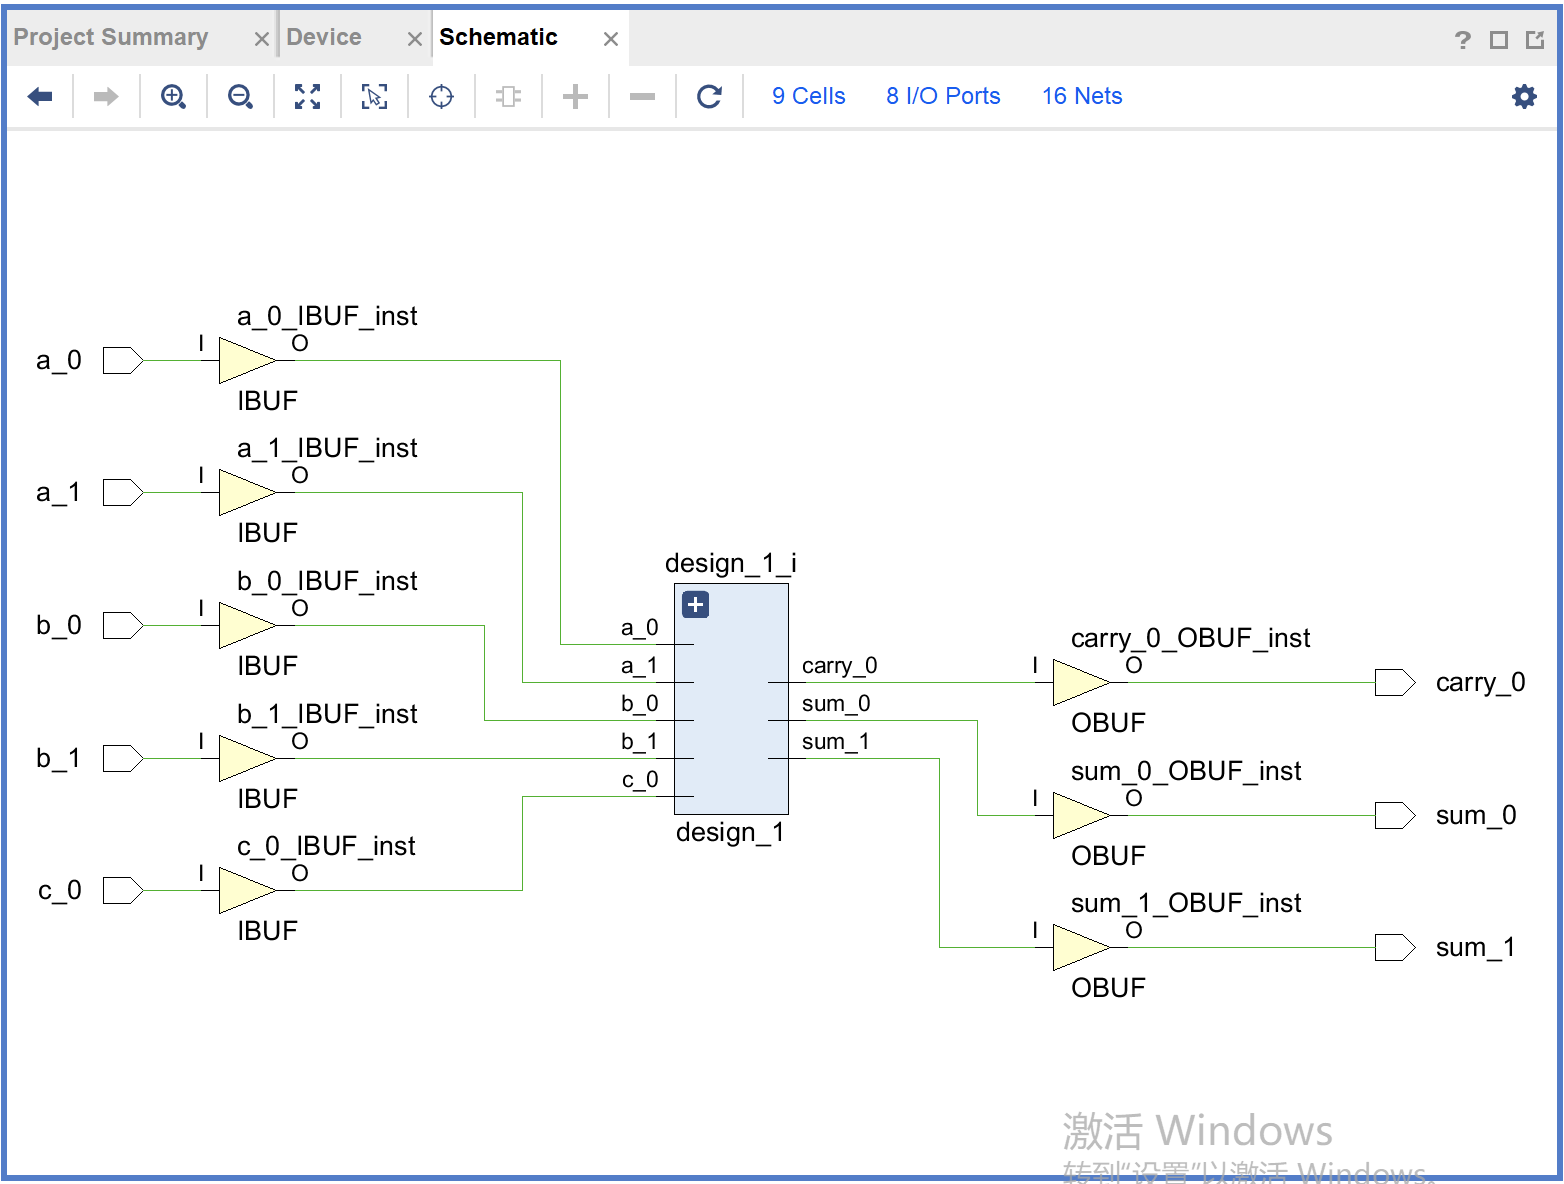 Project Summary
Device
Schematic
?
9 Cells
8 I/O Ports
16 Nets
a_0_IBUF_inst
a_0
I
O
IBUF
a_1_IBUF_inst
a_1
I
O
IBUF
b_0_IBUF_inst
b_0
I
O
IBUF
b_1_IBUF_inst
b_1
I
O
IBUF
c_0_IBUF_inst
c_0
I
O
IBUF
design_1_i
a_0
a_1
b_0
b_1
c_0
carry_0
sum_0
sum_1
design_1
carry_0_OBUF_inst
I
O
OBUF
carry_0
sum_0_OBUF_inst
I
O
OBUF
sum_0
sum_1_OBUF_inst
I
O
OBUF
sum_1
激活 Windows
转到“设置”以激活 Windows。